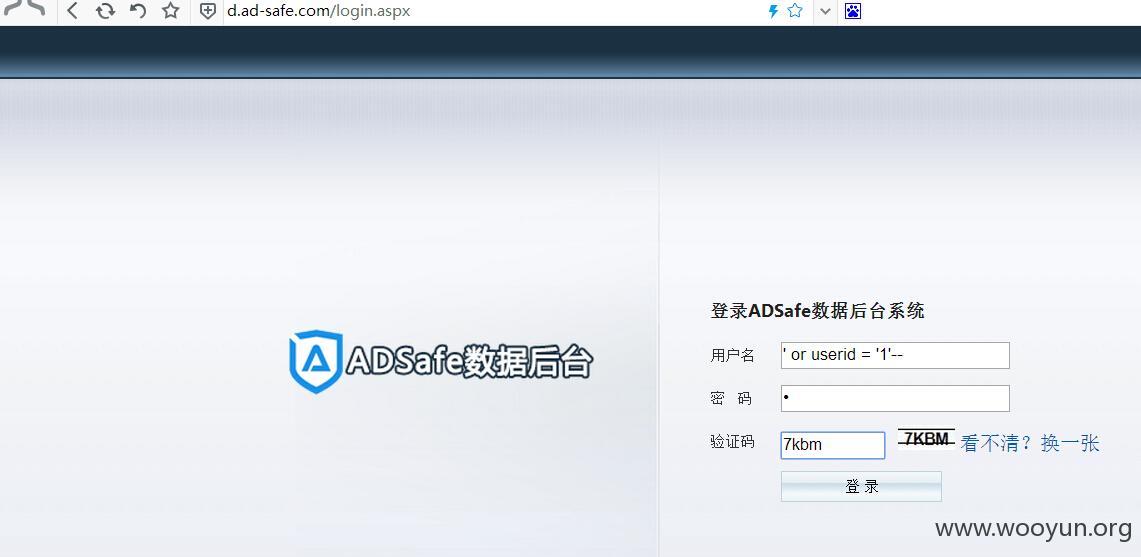 d.ad-safe.com/login.aspx
登录ADSafe数据后台系统
ADSafe数据后台
用户名 ' or userid = '1'--
密 码 •
验证码 7kbm 7KBM 看不清？换一张
登 录
www.wooyun.org